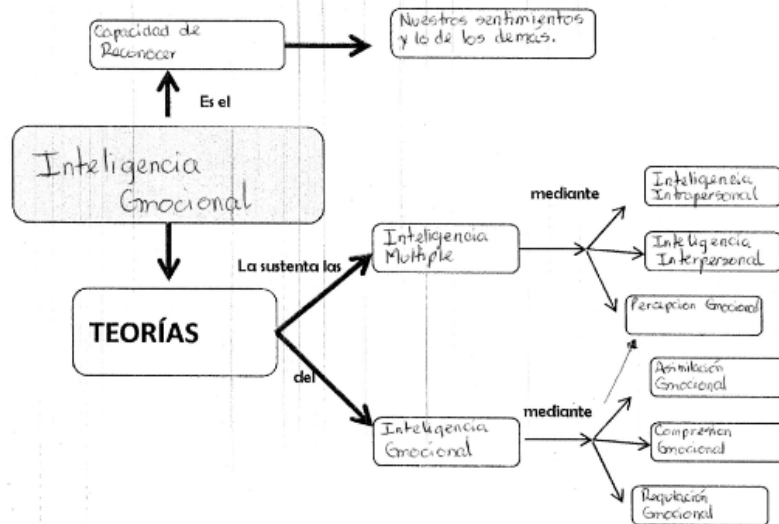 Capacidad de
Reconocer
Nuestros sentimientos
y lo de los demás.
Es el
Inteligencia
Emocional
TEORÍAS
La sustenta las
del
Inteligencia
Multiple
mediante
Inteligencia
Intrapersonal
Inteligencia
Interpersonal
Percepcion Emocional
Inteligencia
Emocional
mediante
Asimilación
Emocional
Compresion
Emocional
Regulación
Emocional